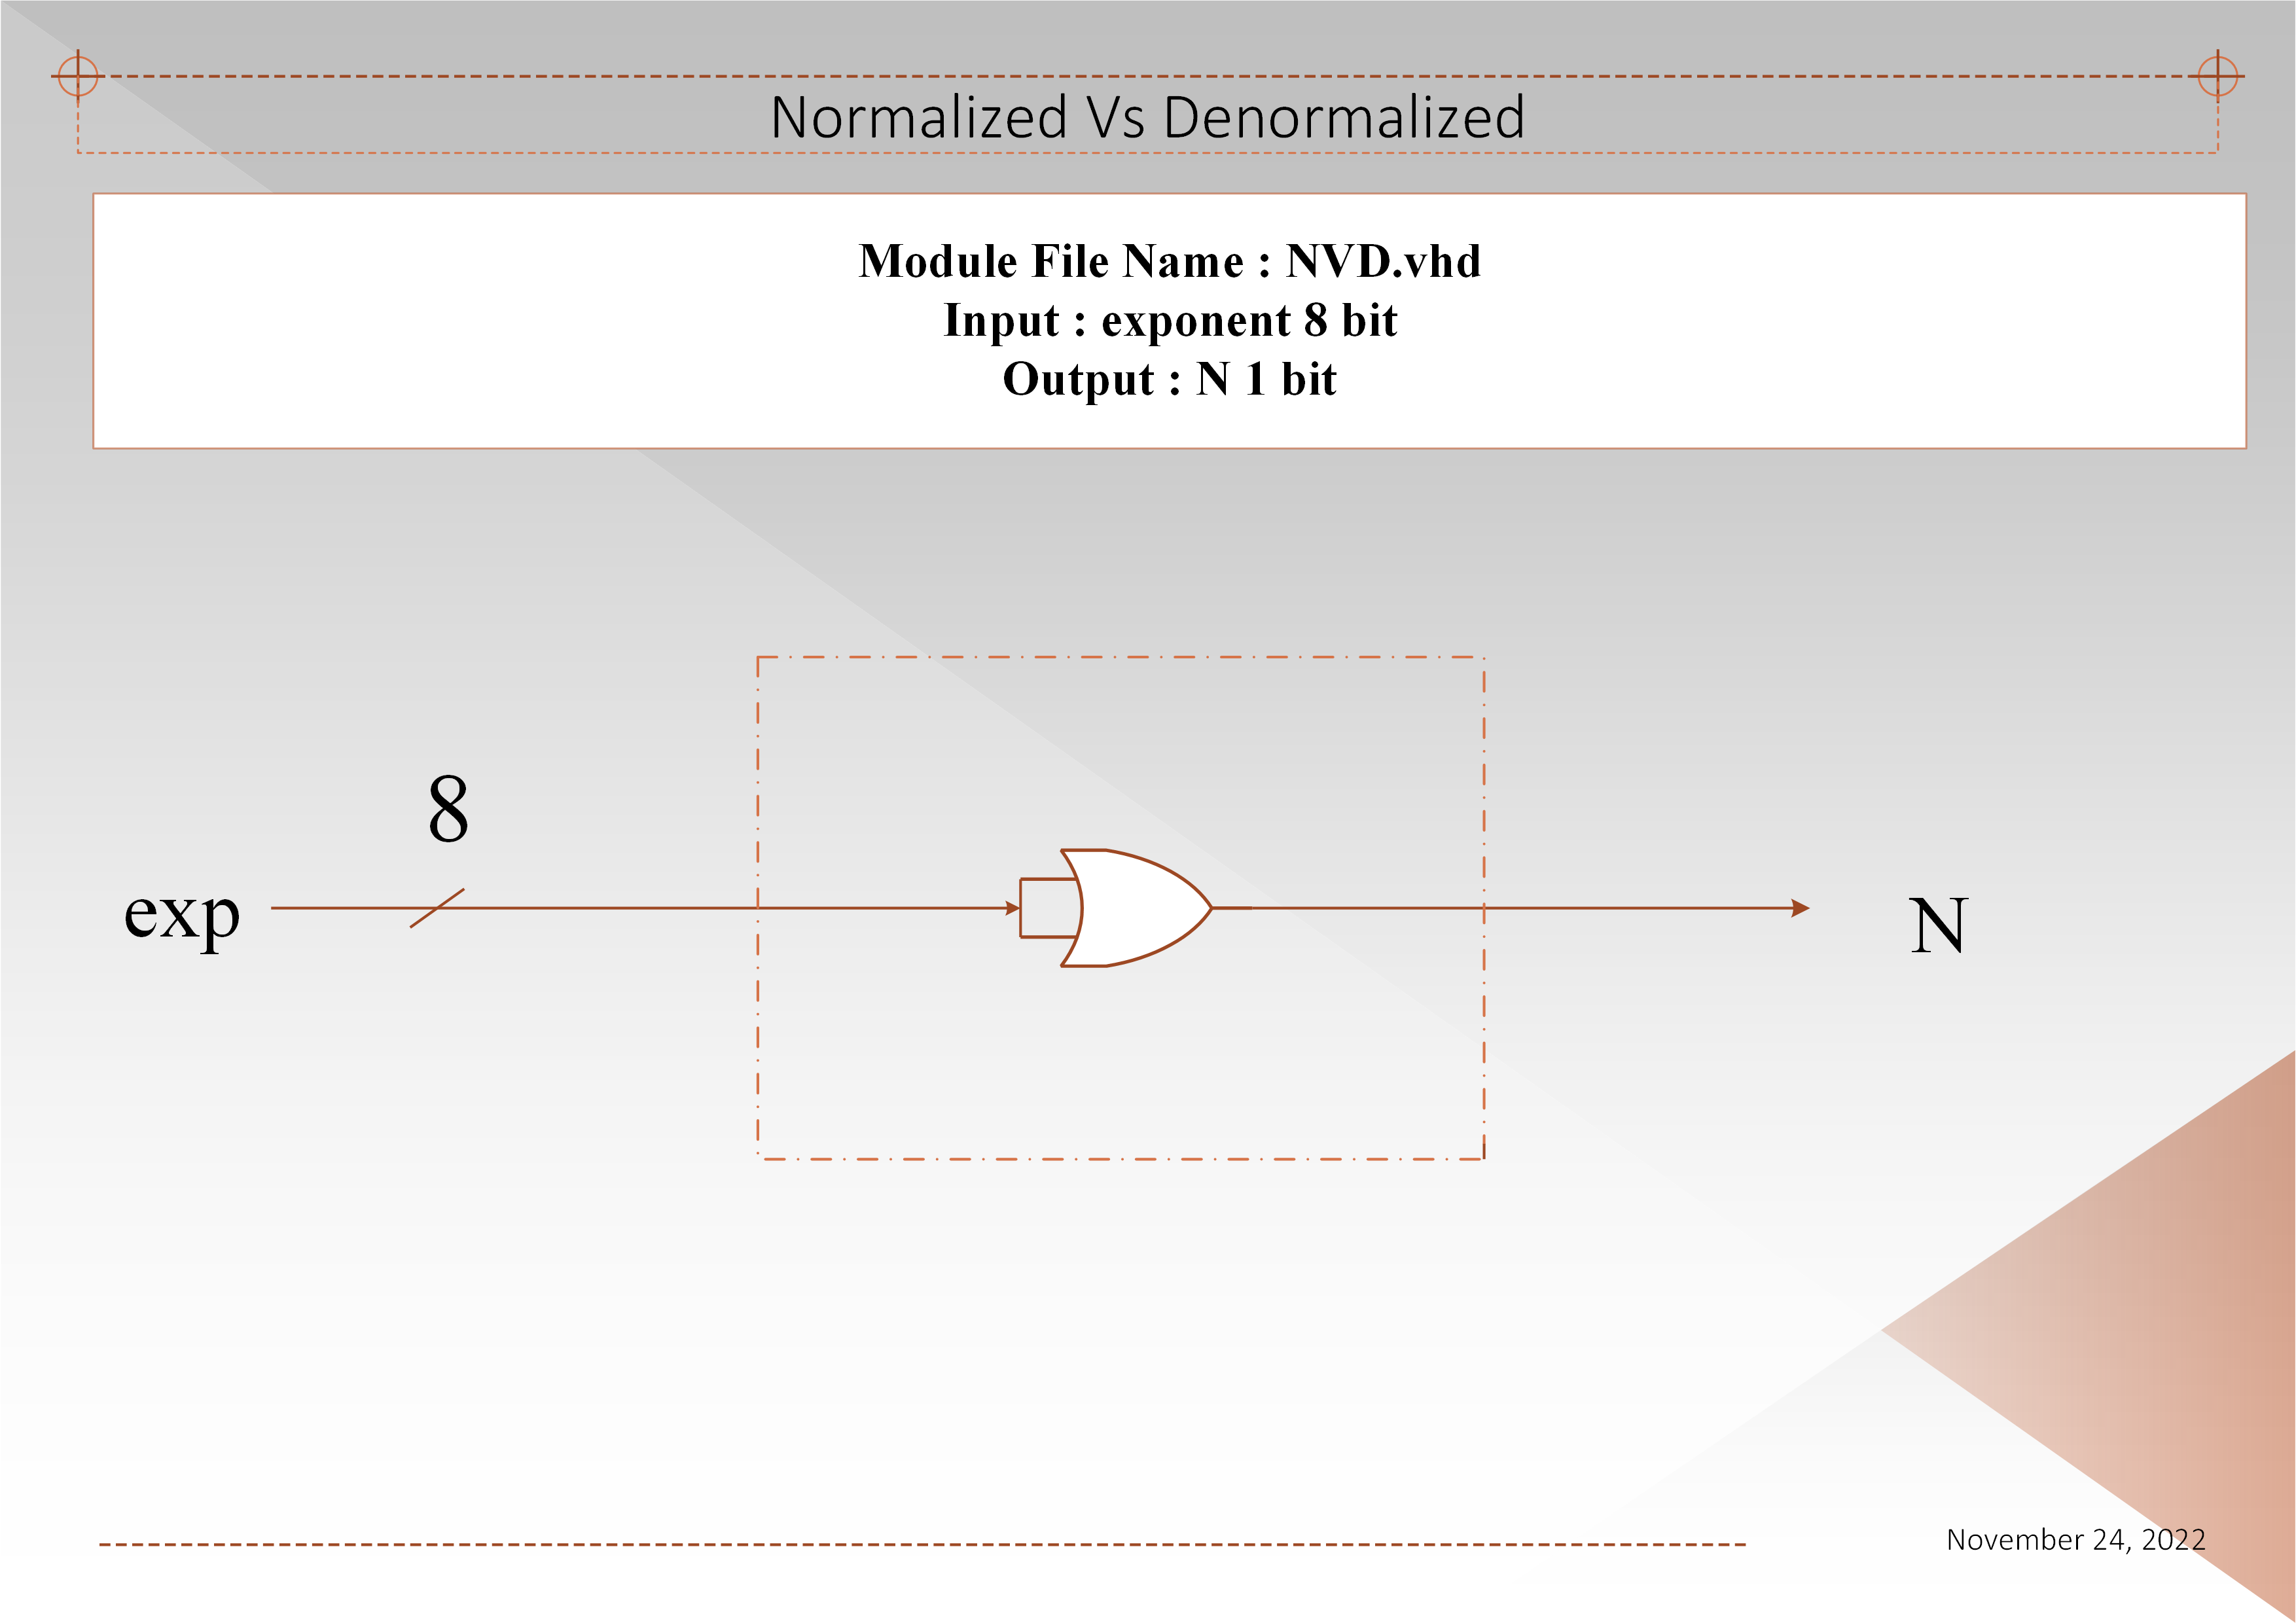 Normalized Vs Denormalized
Module File Name : NVD.vhd
Input : exponent 8 bit
Output : N 1 bit
8
exp
N
November 24, 2022